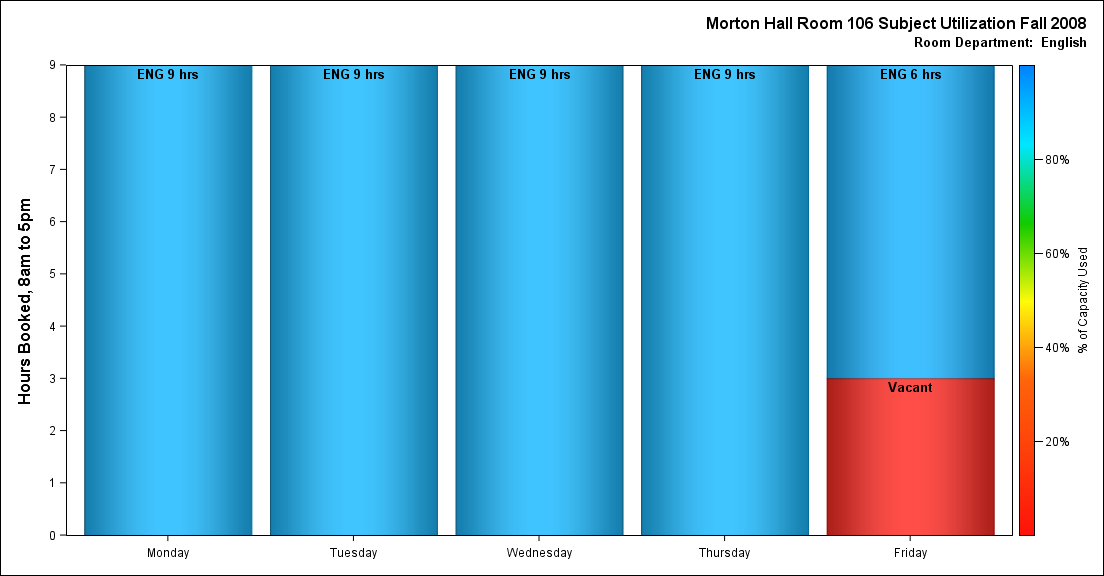 Morton Hall Room 106 Subject Utilization Fall 2008
Room Department:  English
Hours Booked, 8am to 5pm
9
8
7
6
5
4
3
2
1
0
ENG 9 hrs
ENG 9 hrs
ENG 9 hrs
ENG 9 hrs
ENG 6 hrs
Vacant
Monday
Tuesday
Wednesday
Thursday
Friday
80%
60%
40%
20%
% of Capacity Used